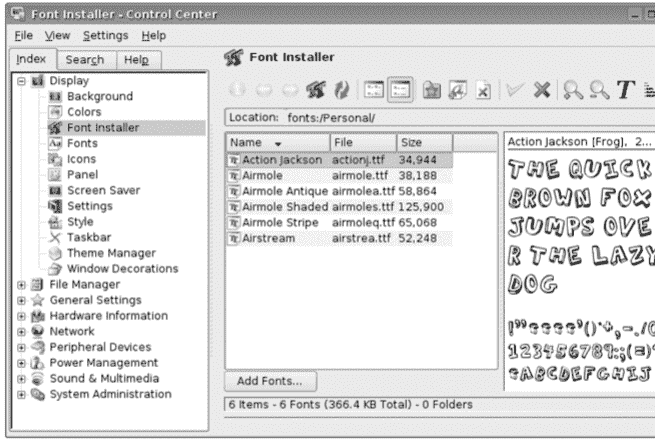 Font Installer - Control Center
File View Settings Help
Index Search Help
Font Installer
Display
Background
Colors
Font Installer
Fonts
Icons
Panel
Screen Saver
Settings
Style
Taskbar
Theme Manager
Window Decorations
File Manager
General Settings
Hardware Information
Network
Peripheral Devices
Power Management
Sound & Multimedia
System Administration
Location: fonts:/Personal/
Name File Size
Action Jackson actionj.ttf 34,944
Airmole airmole.ttf 38,188
Airmole Antique airmolea.ttf 58,864
Airmole Shaded airmoles.ttf 125,900
Airmole Stripe airmoleq.ttf 65,068
Airstream airstrea.ttf 52,248
Add Fonts...
6 Items - 6 Fonts (366.4 KB Total) - 0 Folders
Action Jackson [Frog], 2...
THE QUICK
BROWN FOX
JUMPS OVE
R THE LAZY
DOG
123456789:;(=)
ABCDEFGHIJ